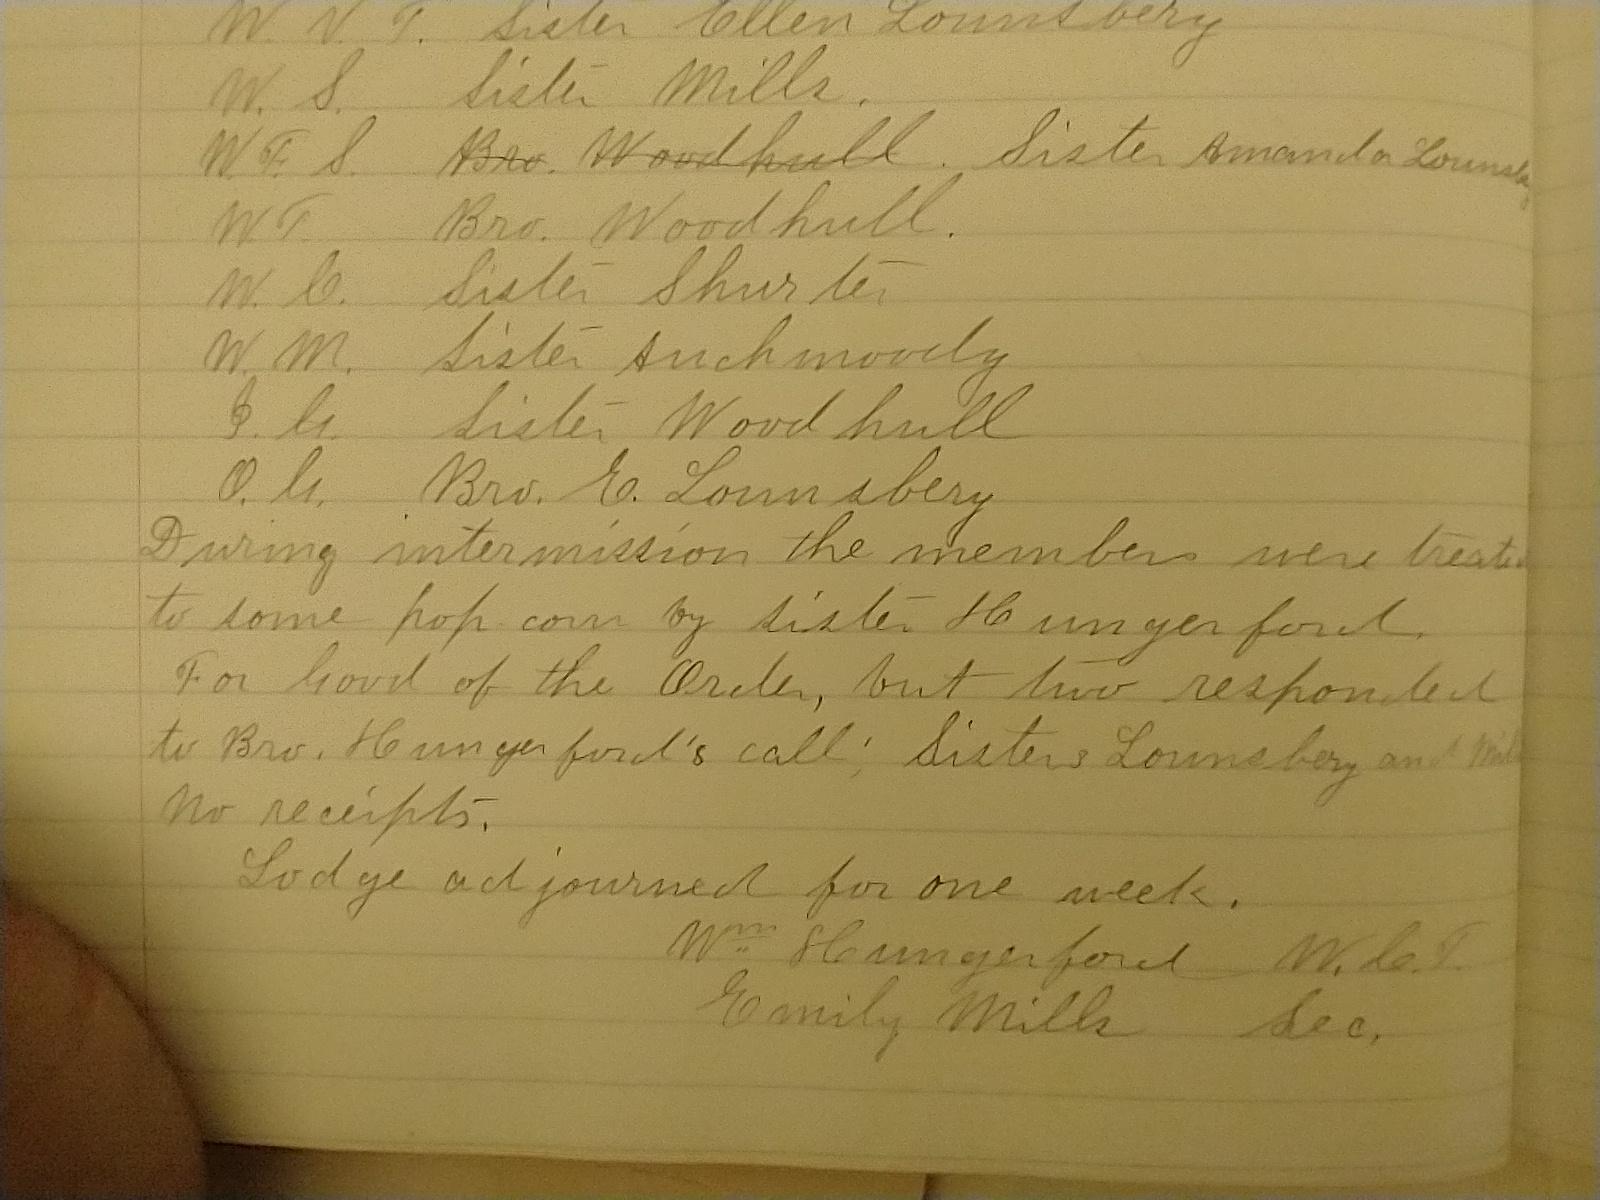 W. V. T. Sister Ellen Lounsbery
W. S. Sister Mills.
W. F. S. Bro. Woodhull. Sister Amanda Lounsbery
W T. Bro. Woodhull.
W. C. Sister Shurter
W. M. Sister Auchmoody
I. G. Sister Woodhull
O. G. Bro. E. Lounsbery
During intermission the members were treated
to some pop corn by sister Hungerford.
For Good of the Order, but two responded
to Bro. Hungerford's call; Sisters Lounsbery and Mills
No receipts.
Lodge adjourned for one week.
Wm Hungerford W. C. T.
Emily Mills Sec.